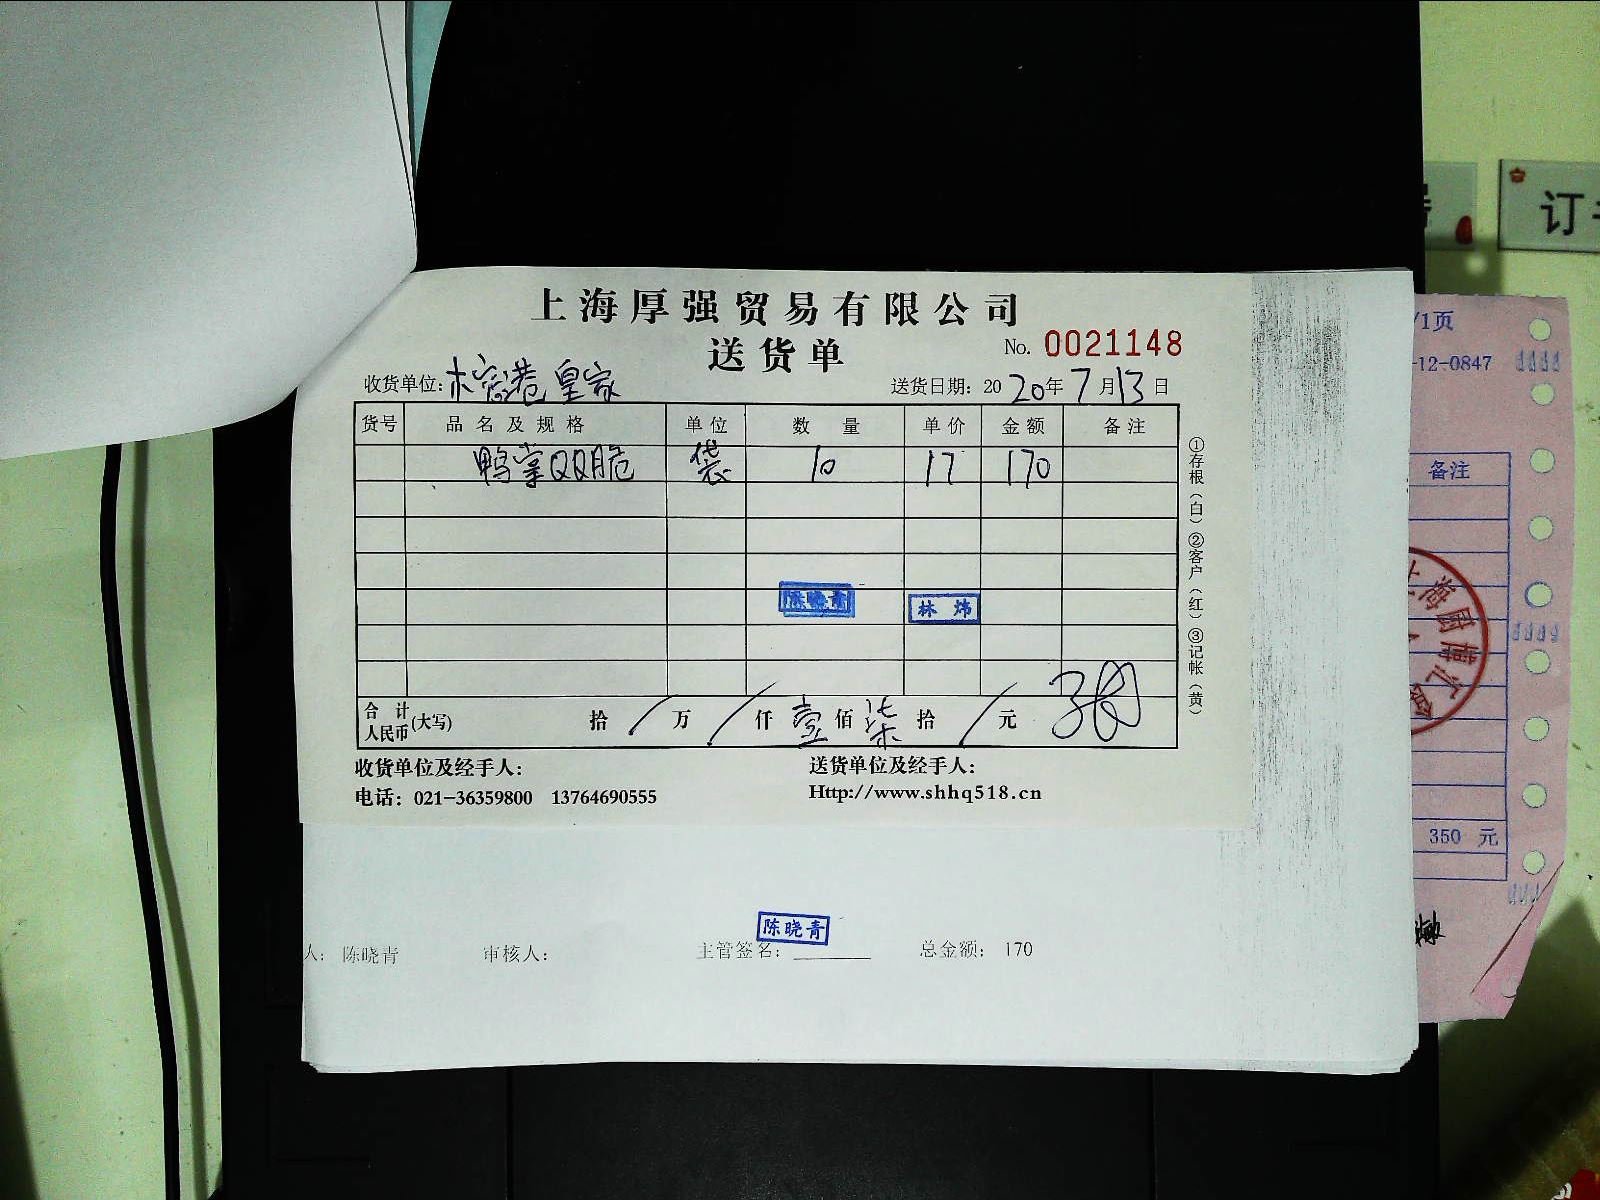 上海厚强贸易有限公司
送货单
No. 0021148
收货单位: 皇家
送货日期: 2020年7月13日
货号 品名及规格 单位 数量 单价 金额 备注
鸭掌QQ脆 袋 10 17 170
陈晓青 林炜
合计人民币(大写) 拾 / 万 / 仟 壹 佰 柒 拾 / 元
收货单位及经手人:
送货单位及经手人:
电话: 021-36359800 13764690555
Http://www.shhq518.cn
①存根(白)②客户(红)③记帐(黄)
陈晓青
人: 陈晓青 审核人: 主管签名: 总金额: 170
/1页
-12-0847
备注
350 元
订